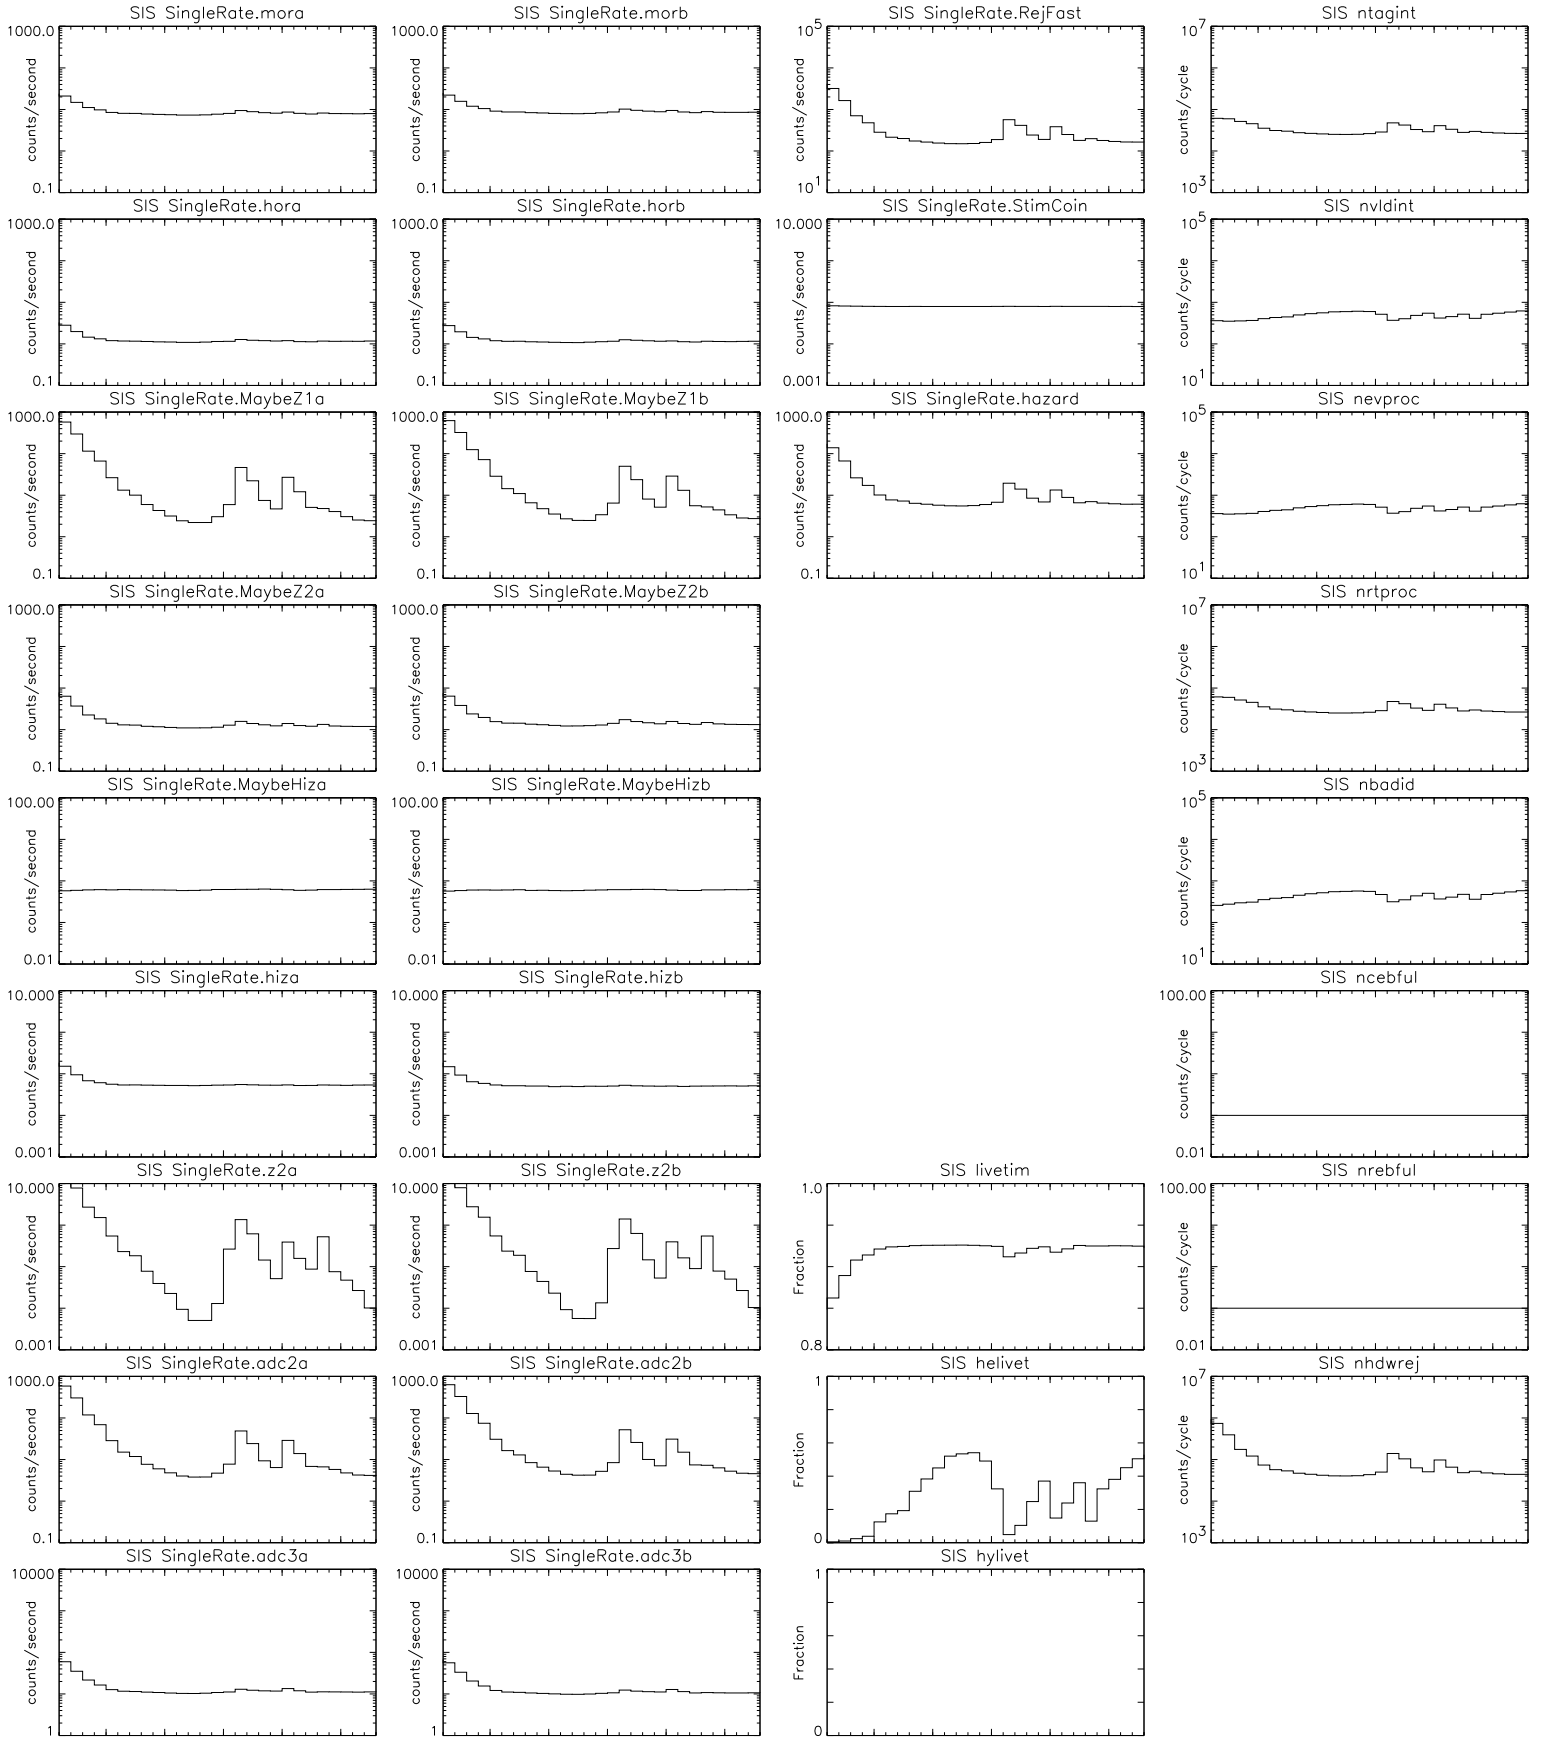 SIS SingleRate.mora
SIS SingleRate.morb
SIS SingleRate.RejFast
SIS ntagint
1000.0
counts/second
0.1
1000.0
counts/second
0.1
10^5
counts/second
10^1
10^7
counts/cycle
10^3
SIS SingleRate.hora
SIS SingleRate.horb
SIS SingleRate.StimCoin
SIS nvldint
1000.0
counts/second
0.1
1000.0
counts/second
0.1
10.000
counts/second
0.001
10^5
counts/cycle
10^1
SIS SingleRate.MaybeZ1a
SIS SingleRate.MaybeZ1b
SIS SingleRate.hazard
SIS nevproc
1000.0
counts/second
0.1
1000.0
counts/second
0.1
1000.0
counts/second
0.1
10^5
counts/cycle
10^1
SIS SingleRate.MaybeZ2a
SIS SingleRate.MaybeZ2b
SIS nrtproc
1000.0
counts/second
0.1
1000.0
counts/second
0.1
10^7
counts/cycle
10^3
SIS SingleRate.MaybeHiza
SIS SingleRate.MaybeHizb
SIS nbadid
100.00
counts/second
0.01
100.00
counts/second
0.01
10^5
counts/cycle
10^1
SIS SingleRate.hiza
SIS SingleRate.hizb
SIS ncebful
10.000
counts/second
0.001
10.000
counts/second
0.001
100.00
counts/cycle
0.01
SIS SingleRate.z2a
SIS SingleRate.z2b
SIS livetim
SIS nrebful
10.000
counts/second
0.001
10.000
counts/second
0.001
1.0
Fraction
0.8
100.00
counts/cycle
0.01
SIS SingleRate.adc2a
SIS SingleRate.adc2b
SIS helivet
SIS nhdwrej
1000.0
counts/second
0.1
1000.0
counts/second
0.1
1
Fraction
0
10^7
counts/cycle
10^3
SIS SingleRate.adc3a
SIS SingleRate.adc3b
SIS hylivet
10000
counts/second
1
10000
counts/second
1
1
Fraction
0